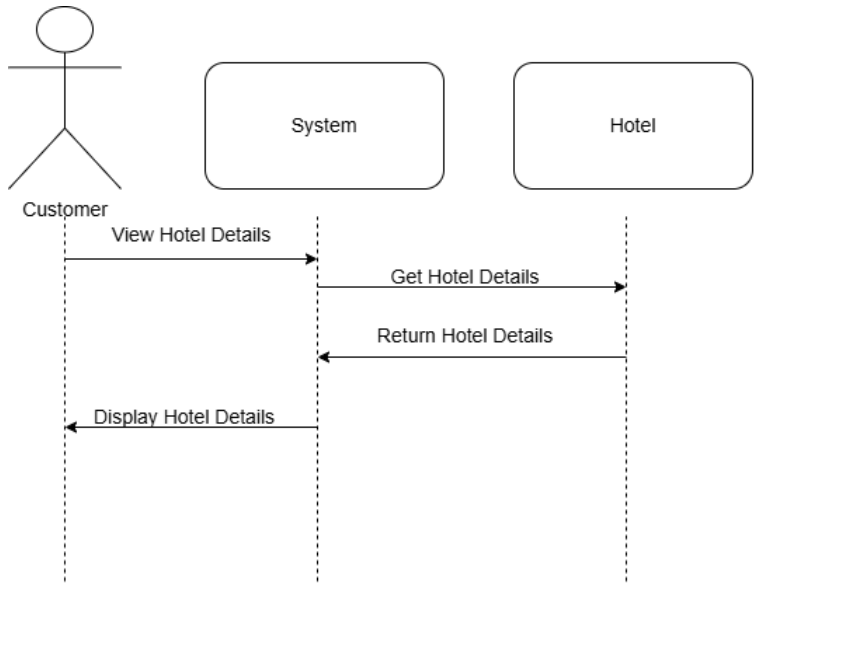 System
Hotel
Customer
View Hotel Details
Get Hotel Details
Return Hotel Details
Display Hotel Details